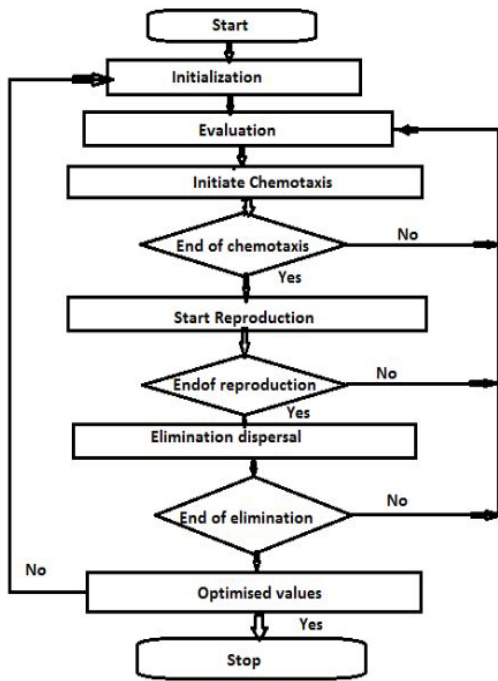 Start
Initialization
Evaluation
Initiate Chemotaxis
End of chemotaxis
No
Yes
Start Reproduction
Endof reproduction
No
Yes
Elimination dispersal
End of elimination
No
No
Optimised values
Yes
Stop